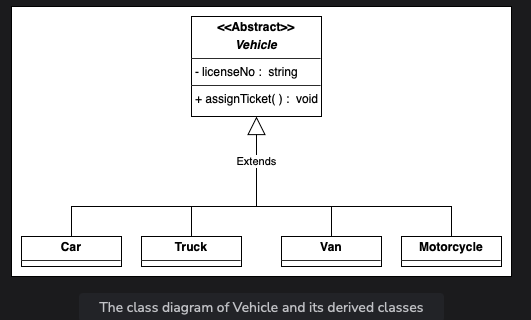 <<Abstract>>
Vehicle
- licenseNo : string
+ assignTicket( ) : void
Extends
Car
Truck
Van
Motorcycle
The class diagram of Vehicle and its derived classes